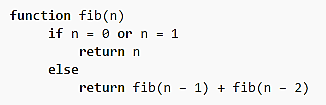 function fib(n)
    if n = 0 or n = 1
        return n
    else
        return fib(n − 1) + fib(n − 2)